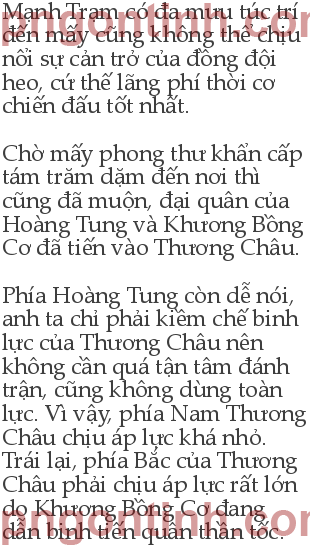 Mạnh Trạm có đa mưu túc trí
đến mấy cũng không thể chịu
nổi sự cản trở của đồng đội
heo, cứ thế lãng phí thời cơ
chiến đấu tốt nhất.
Chờ mấy phong thư khẩn cấp
tám trăm dặm đến nơi thì
cũng đã muộn, đại quân của
Hoàng Tung và Khương Bồng
Cơ đã tiến vào Thương Châu.
Phía Hoàng Tung còn dễ nói,
anh ta chỉ phải kiềm chế binh
lực của Thương Châu nên
không cần quá tận tâm đánh
trận, cũng không dùng toàn
lực. Vì vậy, phía Nam Thương
Châu chịu áp lực khá nhỏ.
Trái lại, phía Bắc của Thương
Châu phải chịu áp lực rất lớn
do Khương Bồng Cơ đang
dẫn binh tiến quân thần tốc.